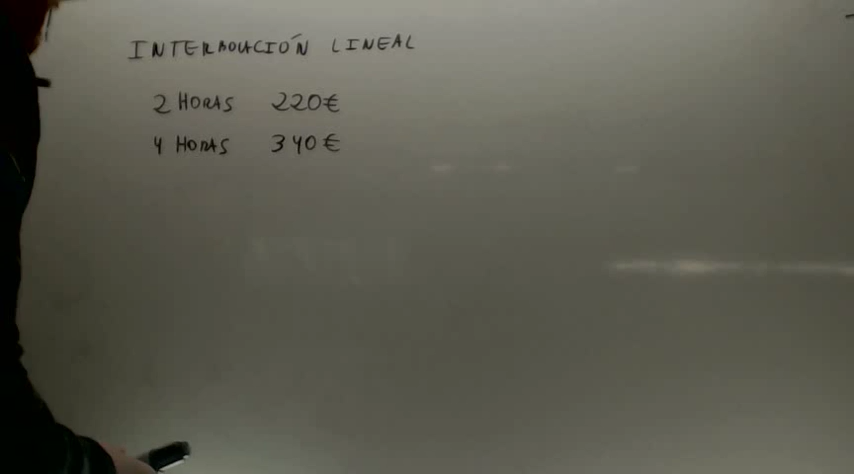 INTERPOLACIÓN LINEAL
2 HORAS 220€
4 HORAS 340€